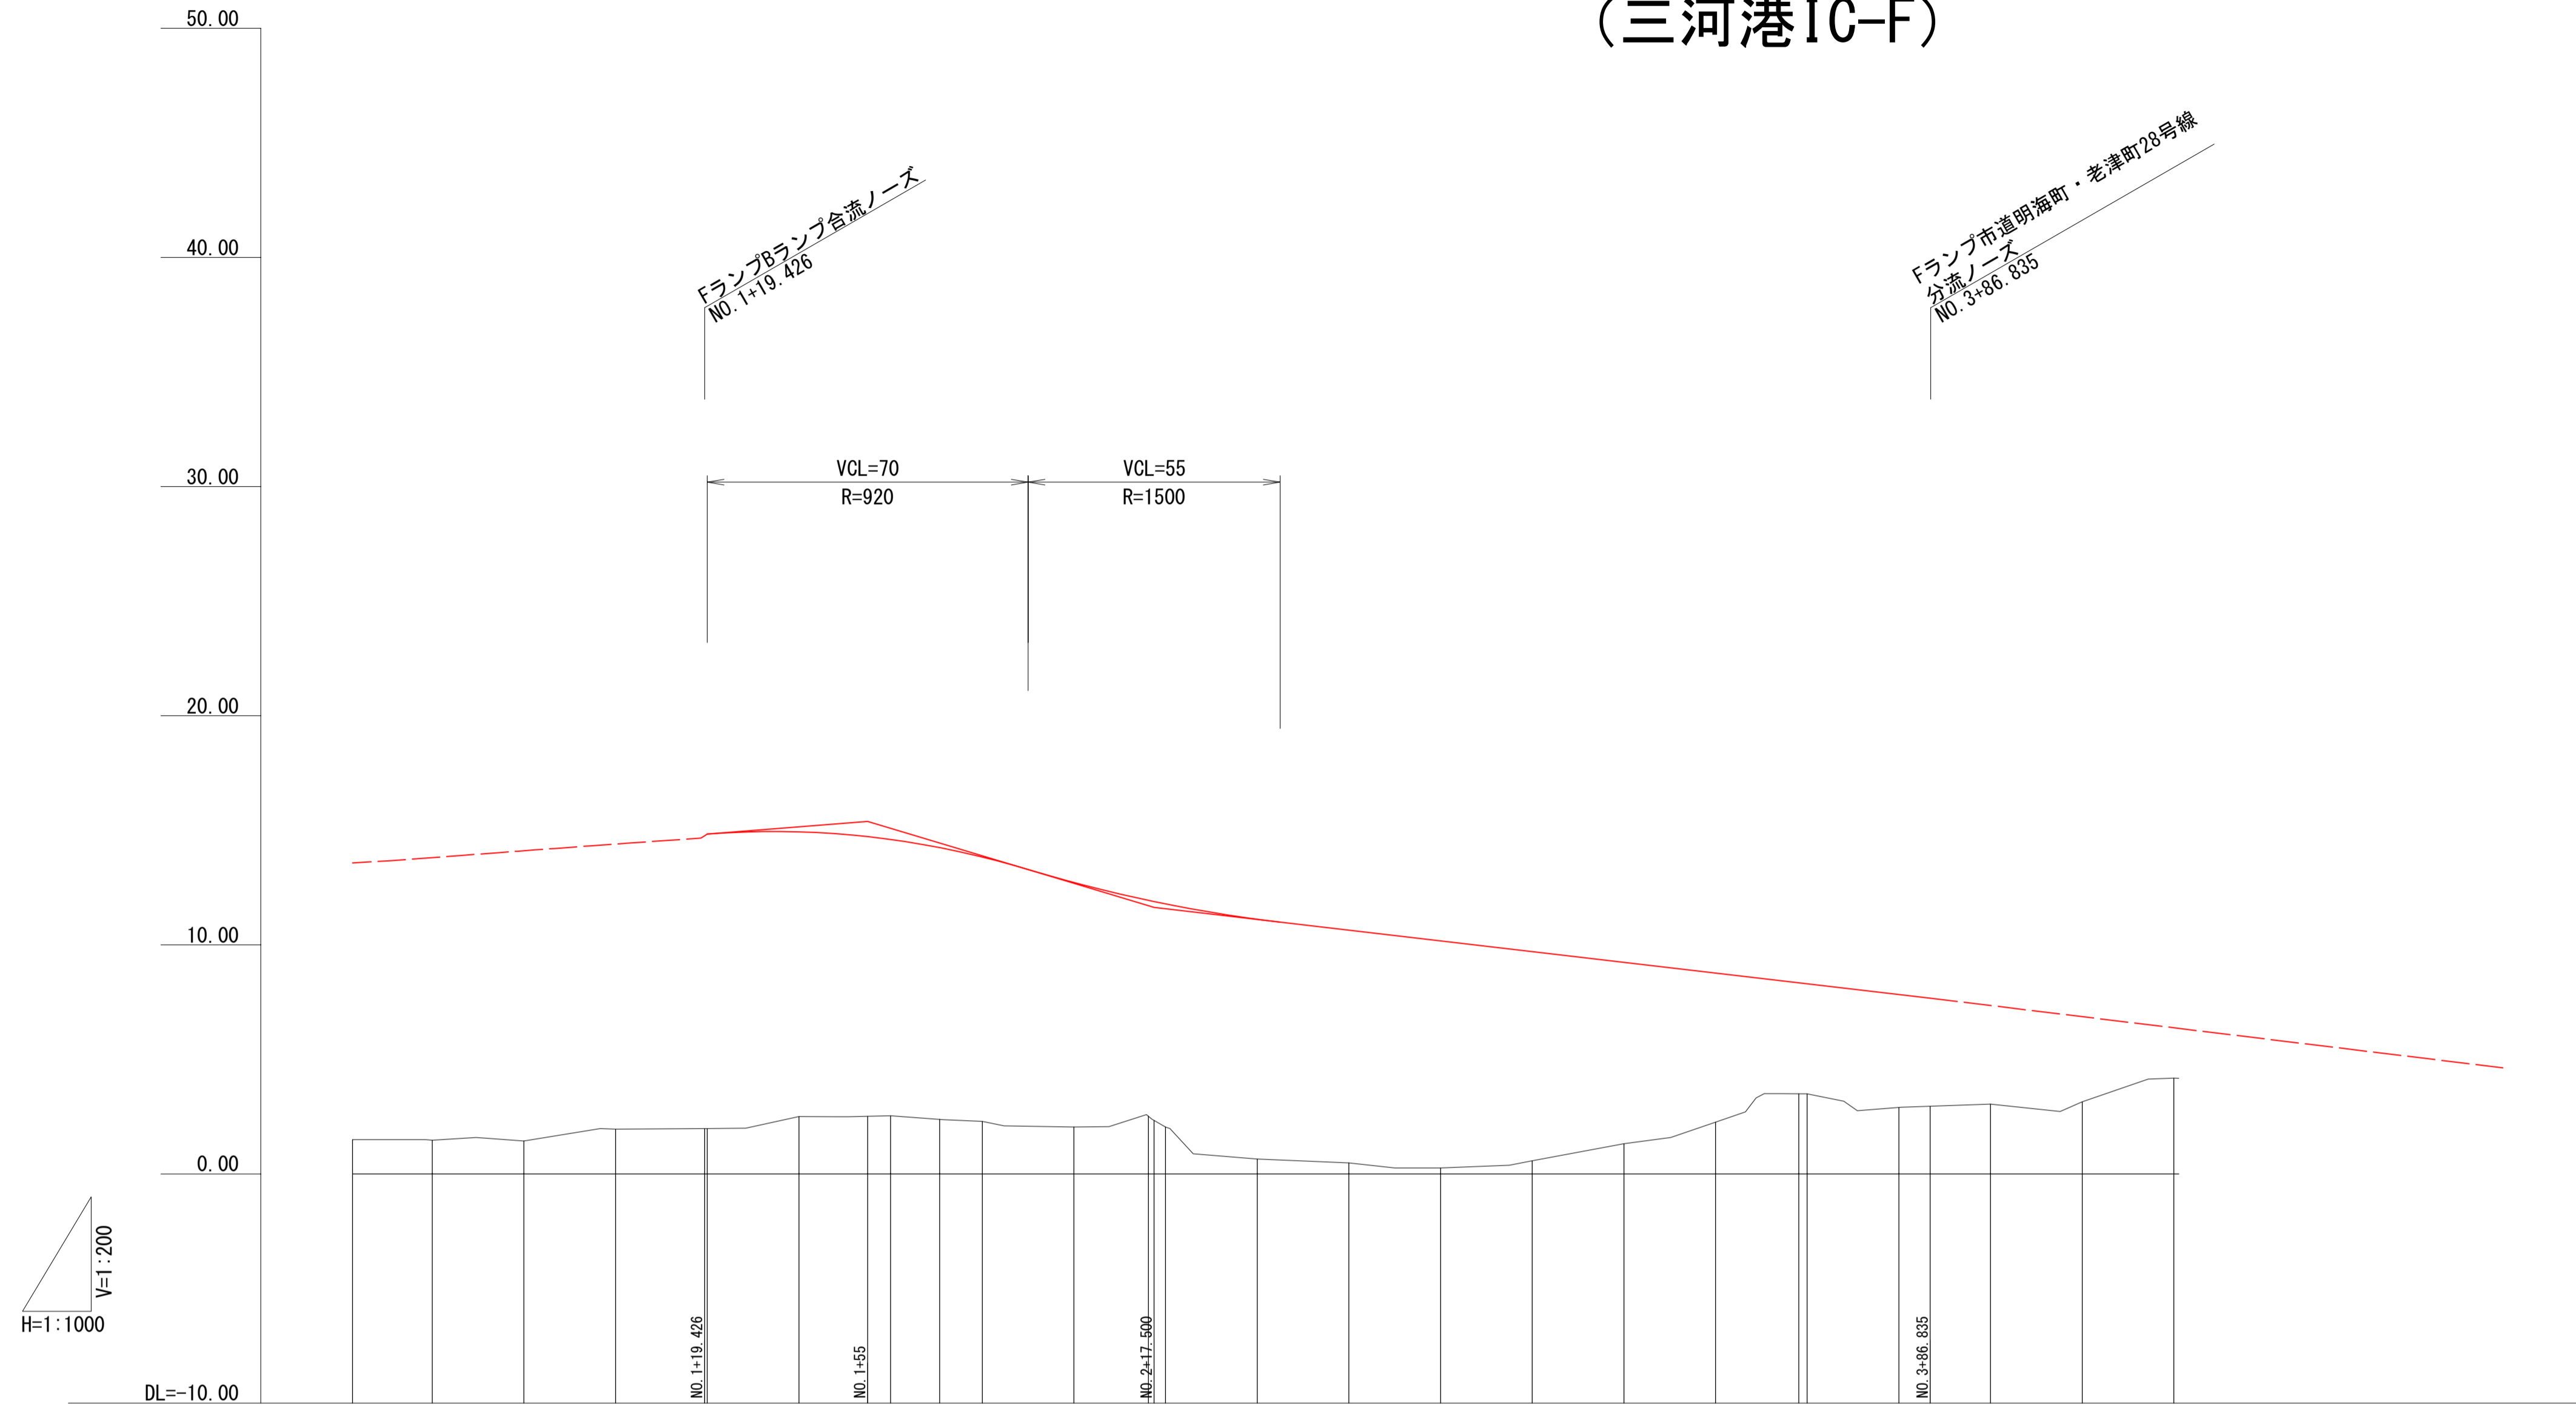 (三河港IC-F)
50.00
40.00
30.00
20.00
10.00
0.00
DL=-10.00
FランプBランプ合流ノーズ
NO.1+19.426
Fランプ市道明海町・老津町28号線
分流ノーズ
NO.3+86.835
VCL=70
R=920
VCL=55
R=1500
V=1:200
H=1:1000
NO.1+19.426
NO.1+55
NO.2+17.500
NO.3+86.835